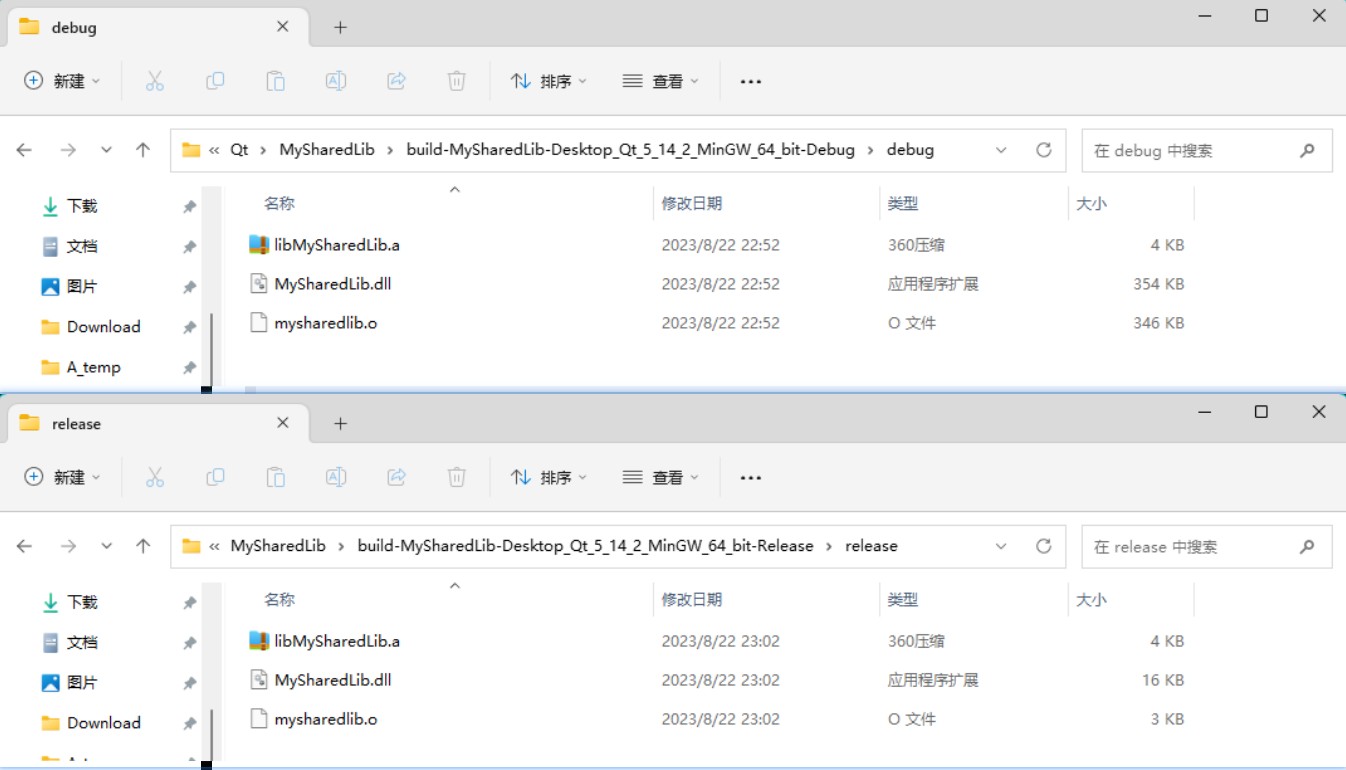 debug
新建
排序
查看
« Qt > MySharedLib > build-MySharedLib-Desktop_Qt_5_14_2_MinGW_64_bit-Debug > debug
在 debug 中搜索
名称 修改日期 类型 大小
下载
文档
图片
Download
A_temp
libMySharedLib.a 2023/8/22 22:52 360压缩 4 KB
MySharedLib.dll 2023/8/22 22:52 应用程序扩展 354 KB
mysharedlib.o 2023/8/22 22:52 O 文件 346 KB
release
新建
排序
查看
« MySharedLib > build-MySharedLib-Desktop_Qt_5_14_2_MinGW_64_bit-Release > release
在 release 中搜索
名称 修改日期 类型 大小
下载
文档
图片
Download
libMySharedLib.a 2023/8/22 23:02 360压缩 4 KB
MySharedLib.dll 2023/8/22 23:02 应用程序扩展 16 KB
mysharedlib.o 2023/8/22 23:02 O 文件 3 KB